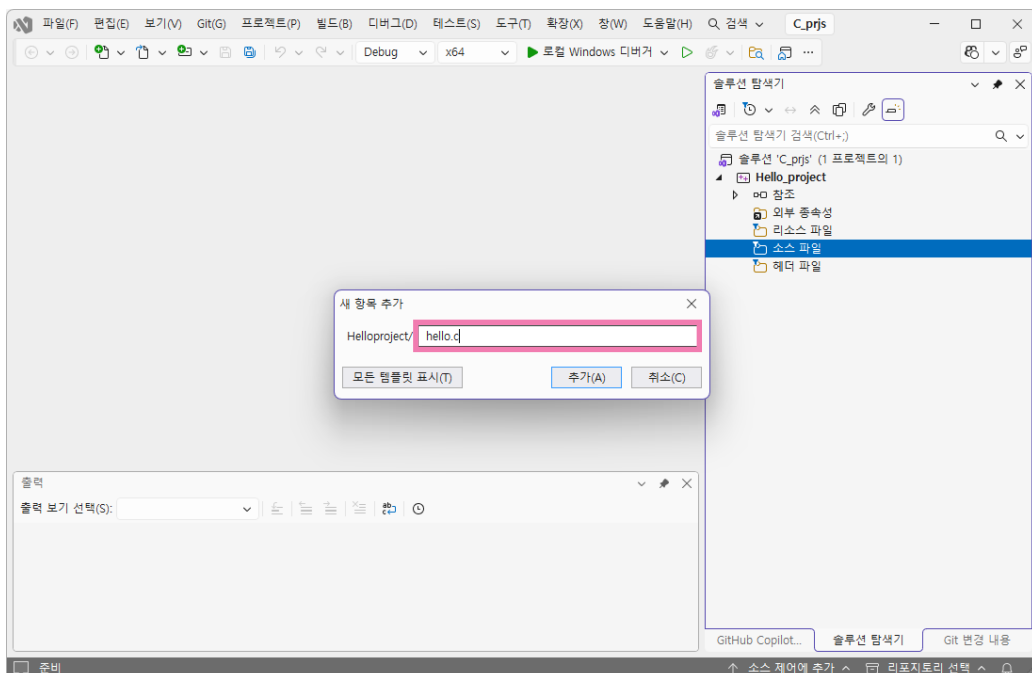 파일(F) 편집(E) 보기(V) Git(G) 프로젝트(P) 빌드(B) 디버그(D) 테스트(S) 도구(T) 확장(X) 창(W) 도움말(H) 검색 C_prjs
Debug x64 로컬 Windows 디버거
솔루션 탐색기
솔루션 탐색기 검색(Ctrl+;)
솔루션 'C_prjs' (1 프로젝트의 1)
Hello_project
참조
외부 종속성
리소스 파일
소스 파일
헤더 파일
새 항목 추가
Helloproject/ hello.c
모든 템플릿 표시(T) 추가(A) 취소(C)
출력
출력 보기 선택(S):
GitHub Copilot... 솔루션 탐색기 Git 변경 내용
준비 소스 제어에 추가 리포지토리 선택